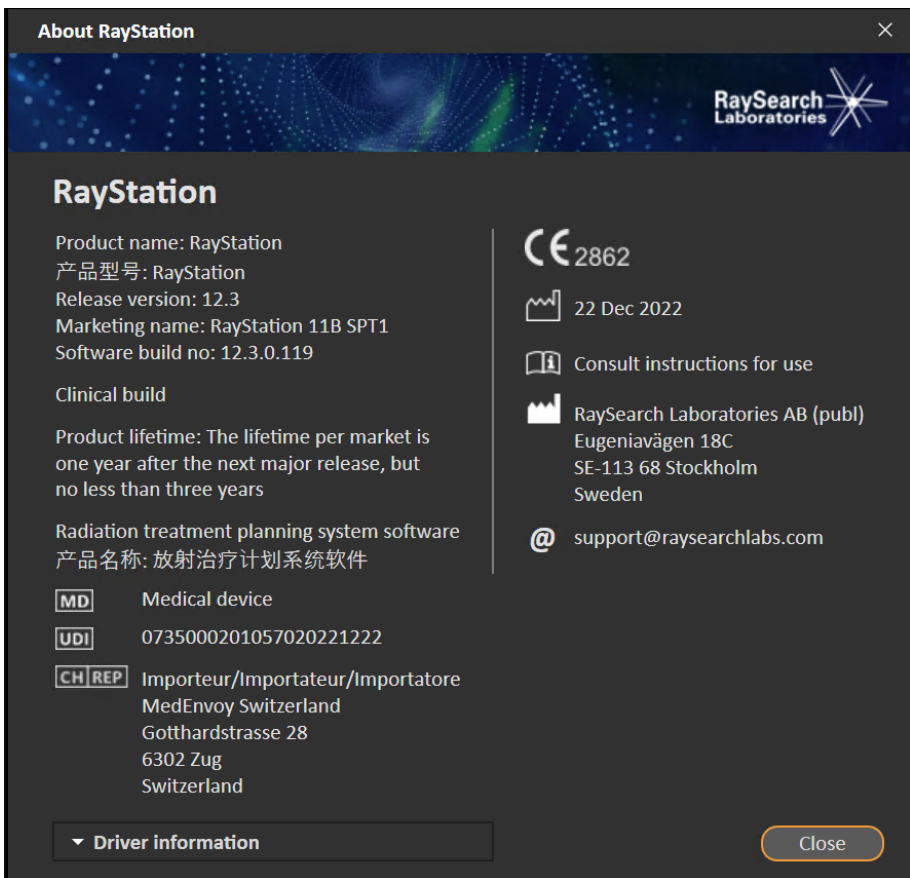 About RayStation
RaySearch
Laboratories
RayStation
Product name: RayStation
产品型号: RayStation
Release version: 12.3
Marketing name: RayStation 11B SPT1
Software build no: 12.3.0.119
Clinical build
Product lifetime: The lifetime per market is
one year after the next major release, but
no less than three years
Radiation treatment planning system software
产品名称: 放射治疗计划系统软件
MD Medical device
UDI 0735000201057020221222
CH REP Importeur/Importateur/Importatore
MedEnvoy Switzerland
Gotthardstrasse 28
6302 Zug
Switzerland
CE 2862
22 Dec 2022
Consult instructions for use
RaySearch Laboratories AB (publ)
Eugeniavägen 18C
SE-113 68 Stockholm
Sweden
@ support@raysearchlabs.com
Driver information
Close